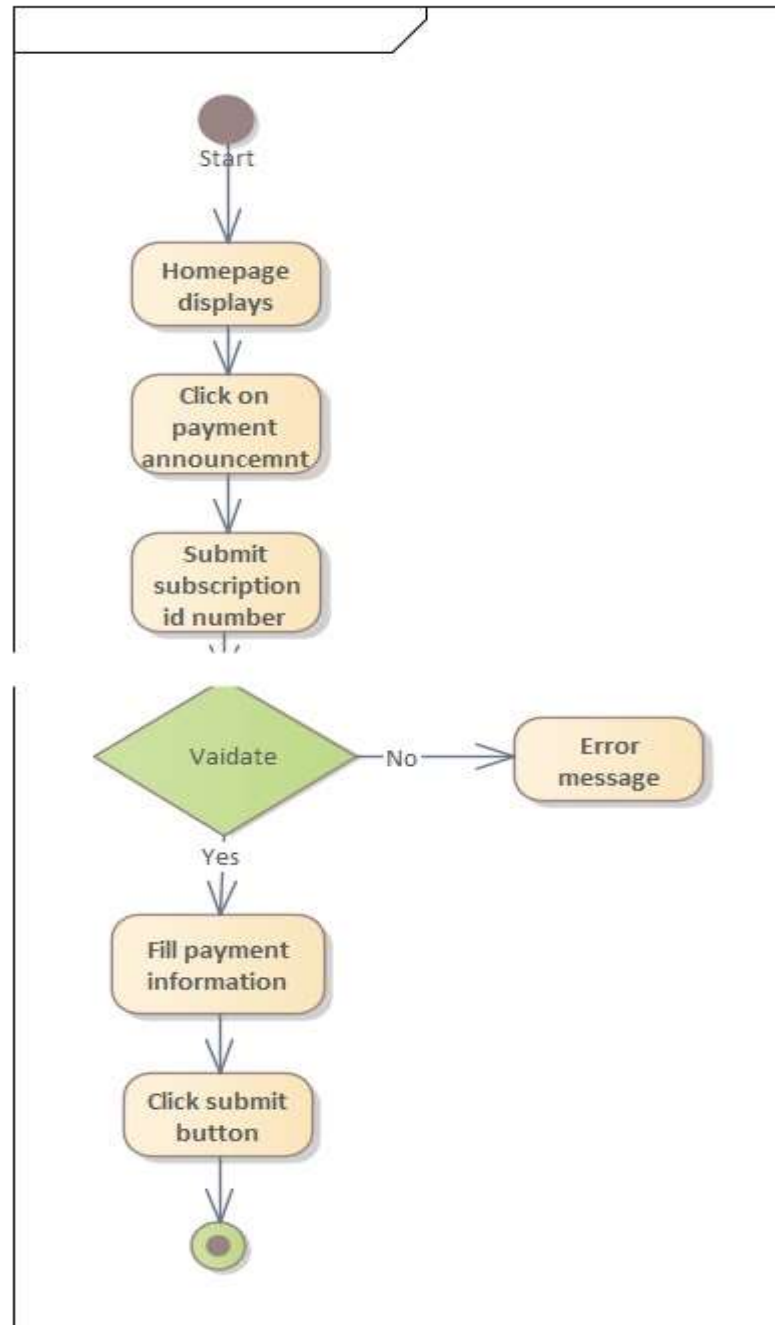 Start
Homepage
displays
Click on
payment
announcemnt
Submit
subscription
id number
Vaidate
No
Error
message
Yes
Fill payment
information
Click submit
button